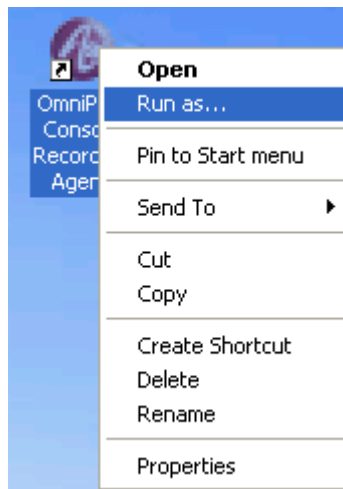 Open
OmniP
Run as...
Conso
Record
Pin to Start menu
Agen
Send To
Cut
Copy
Create Shortcut
Delete
Rename
Properties